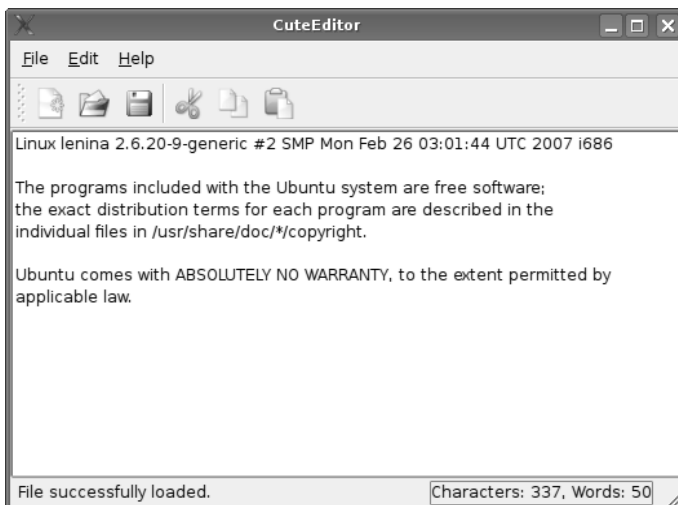 CuteEditor
File Edit Help
Linux lenina 2.6.20-9-generic #2 SMP Mon Feb 26 03:01:44 UTC 2007 i686
The programs included with the Ubuntu system are free software;
the exact distribution terms for each program are described in the
individual files in /usr/share/doc/*/copyright.
Ubuntu comes with ABSOLUTELY NO WARRANTY, to the extent permitted by
applicable law.
File successfully loaded. Characters: 337, Words: 50